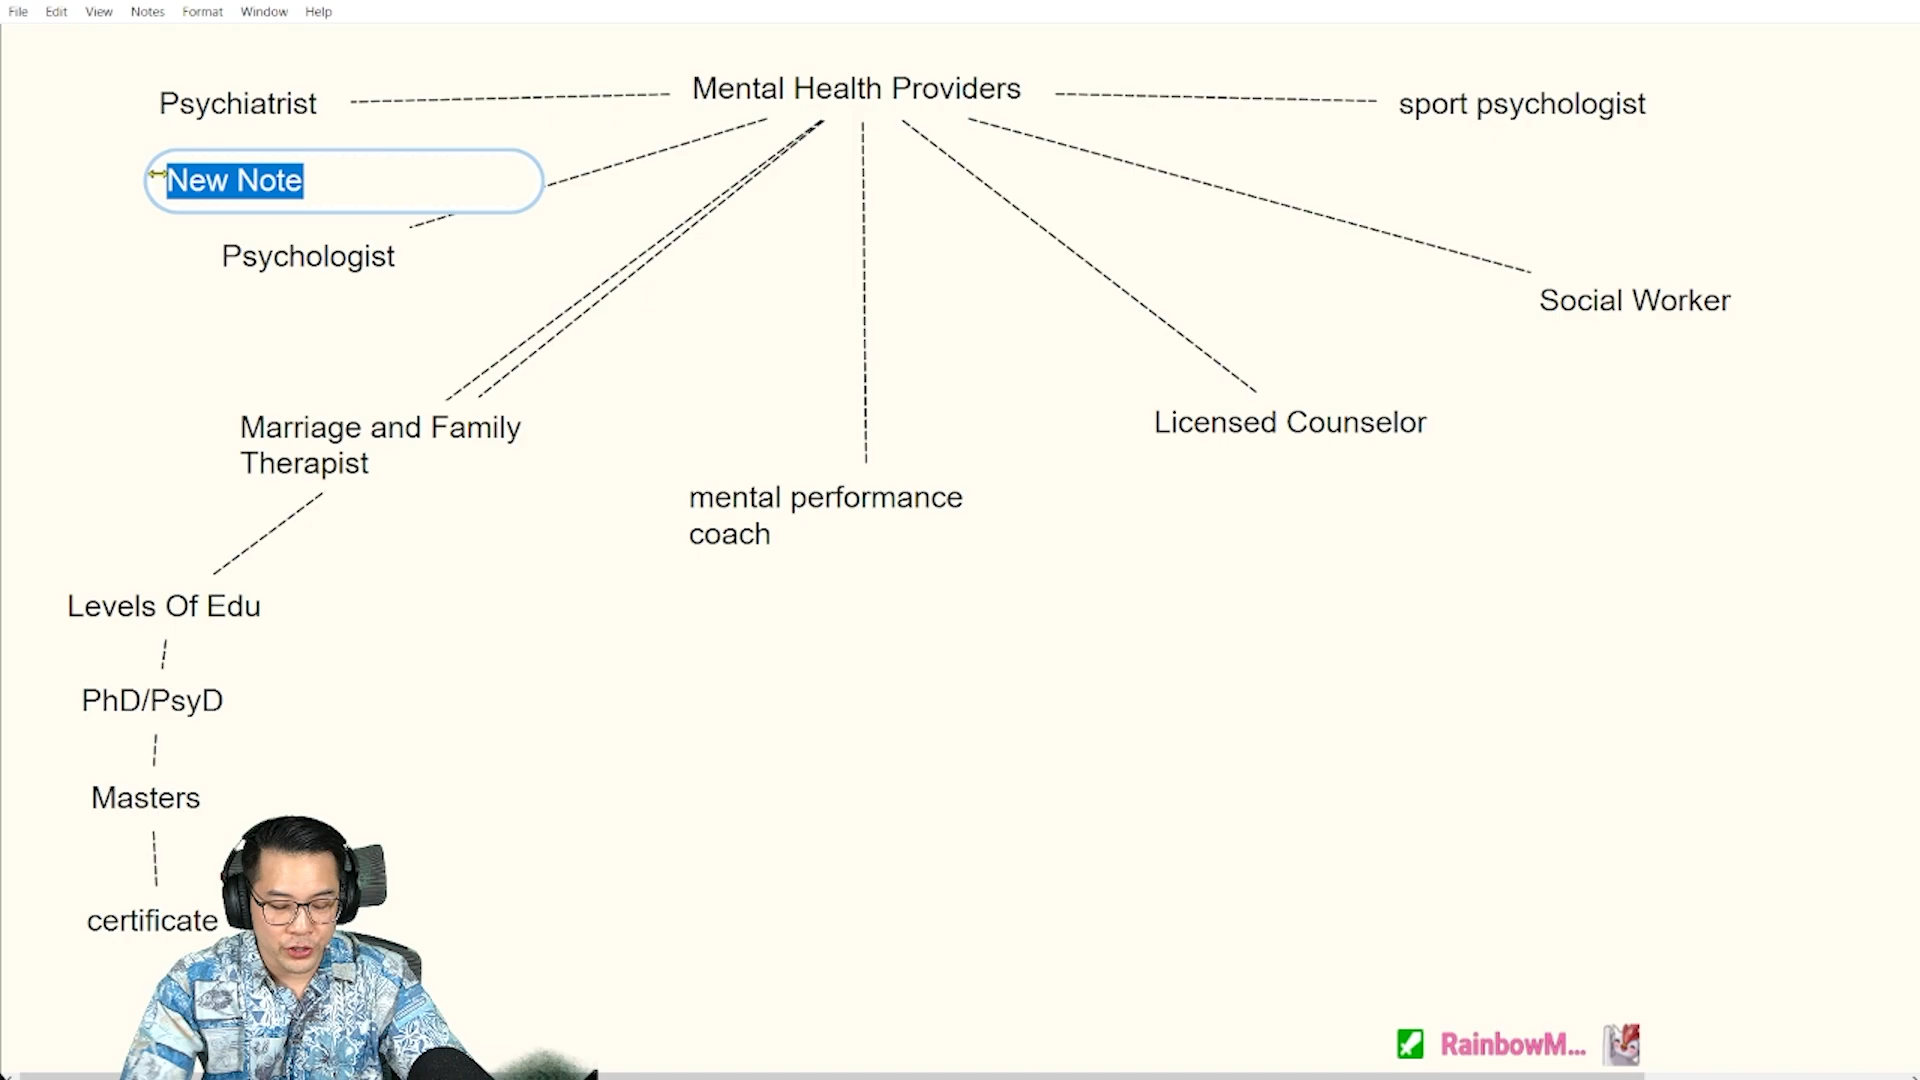 File Edit View Notes Format Window Help
Mental Health Providers
Psychiatrist
sport psychologist
New Note
Psychologist
Social Worker
Marriage and Family
Therapist
Licensed Counselor
mental performance
coach
Levels Of Edu
PhD/PsyD
Masters
certificate
RainbowM...